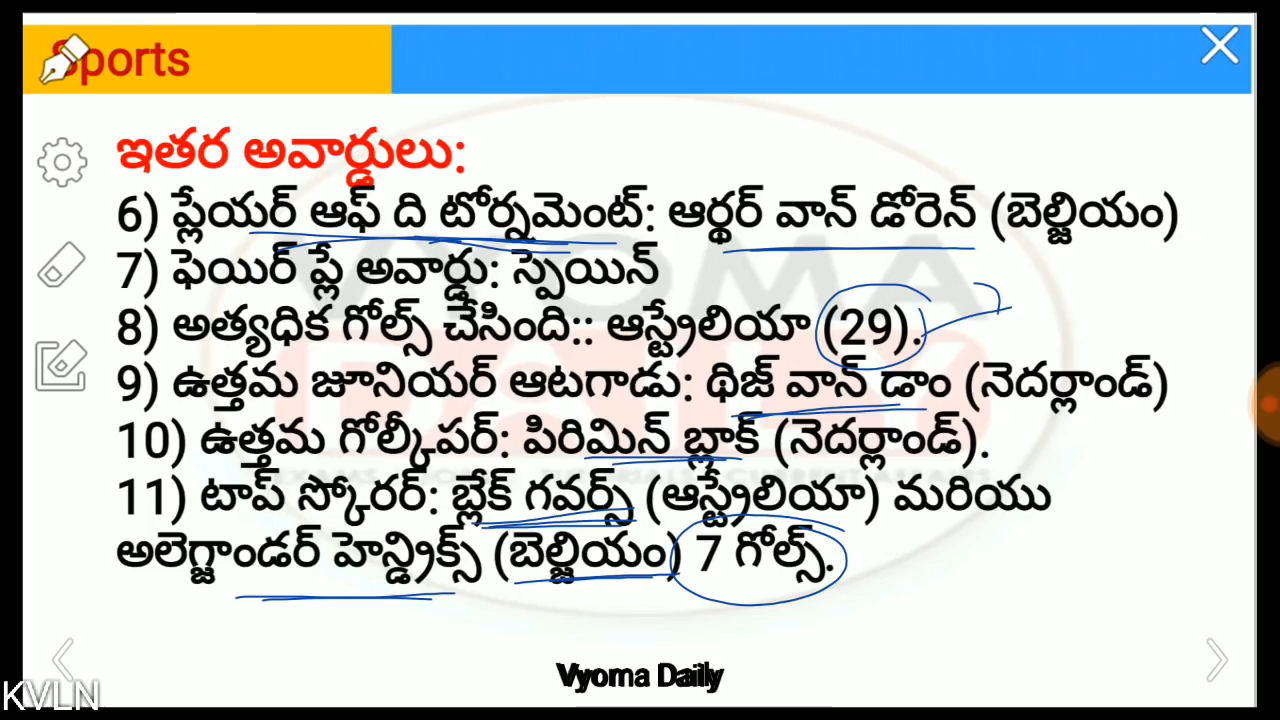 Sports
ఇతర అవార్డులు:
6) ప్లేయర్ ఆఫ్ ది టోర్నమెంట్: ఆర్థర్ వాన్ డోరెన్ (బెల్జియం)
7) ఫెయిర్ ప్లే అవార్డు: స్పెయిన్
8) అత్యధిక గోల్స్ చేసింది:: ఆస్ట్రేలియా (29).
9) ఉత్తమ జూనియర్ ఆటగాడు: థిజ్ వాన్ డాం (నెదర్లాండ్)
10) ఉత్తమ గోల్కీపర్: పిరిమిన్ బ్లాక్ (నెదర్లాండ్).
11) టాప్ స్కోరర్: బ్లేక్ గవర్స్ (ఆస్ట్రేలియా) మరియు
అలెగ్జాండర్ హెన్డ్రిక్స్ (బెల్జియం) 7 గోల్స్.
Vyoma Daily
KVLN